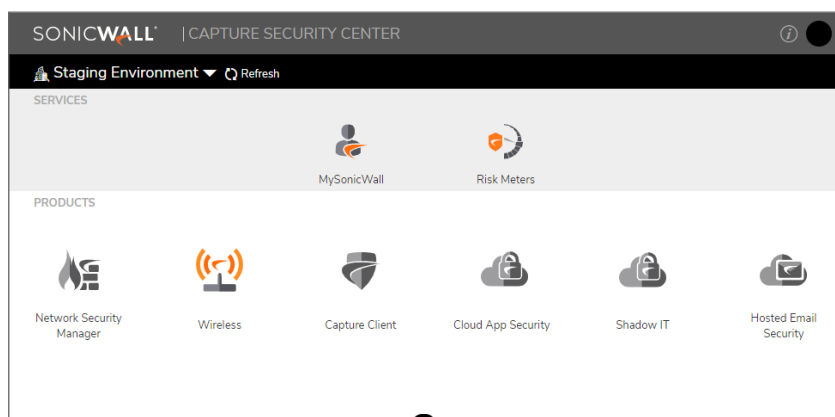 SONICWALL | CAPTURE SECURITY CENTER
Staging Environment Refresh
SERVICES
MySonicWall Risk Meters
PRODUCTS
Network Security Manager Wireless Capture Client Cloud App Security Shadow IT Hosted Email Security